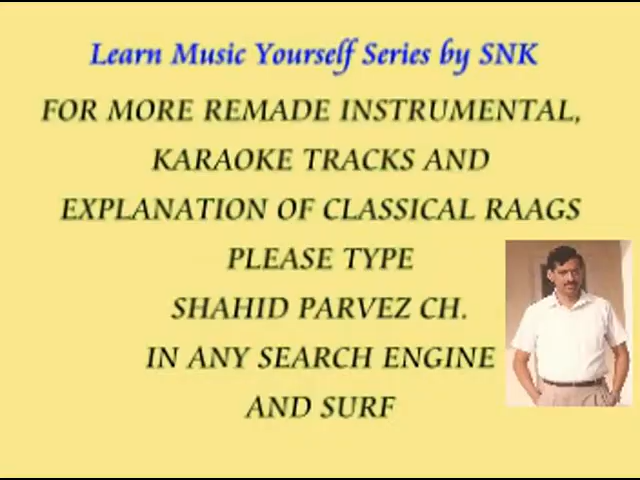 Learn Music Yourself Series by SNK
FOR MORE REMADE INSTRUMENTAL,
KARAOKE TRACKS AND
EXPLANATION OF CLASSICAL RAAGS
PLEASE TYPE
SHAHID PARVEZ CH.
IN ANY SEARCH ENGINE
AND SURF